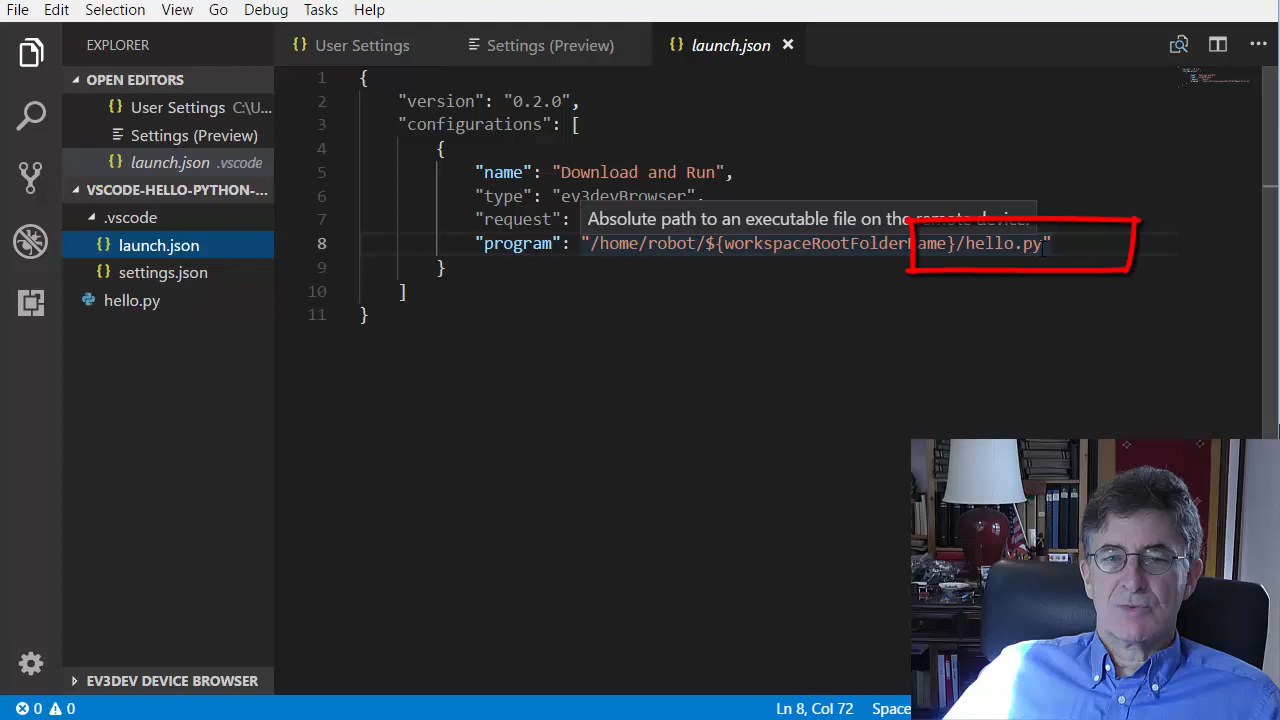 File Edit Selection View Go Debug Tasks Help
EXPLORER
OPEN EDITORS
User Settings C:\U...
Settings (Preview)
launch.json .vscode
VSCODE-HELLO-PYTHON-...
.vscode
launch.json
settings.json
hello.py
EV3DEV DEVICE BROWSER
User Settings Settings (Preview) launch.json
1 {
2 "version": "0.2.0",
3 "configurations": [
4 {
5 "name": "Download and Run",
6 "type": "ev3devBrowser",
Absolute path to an executable file on the remote device.
7 "request":
8 "program": "/home/robot/${workspaceRootFolderName}/hello.py"
9 }
10 ]
11 }
0 0 Ln 8, Col 72 Space